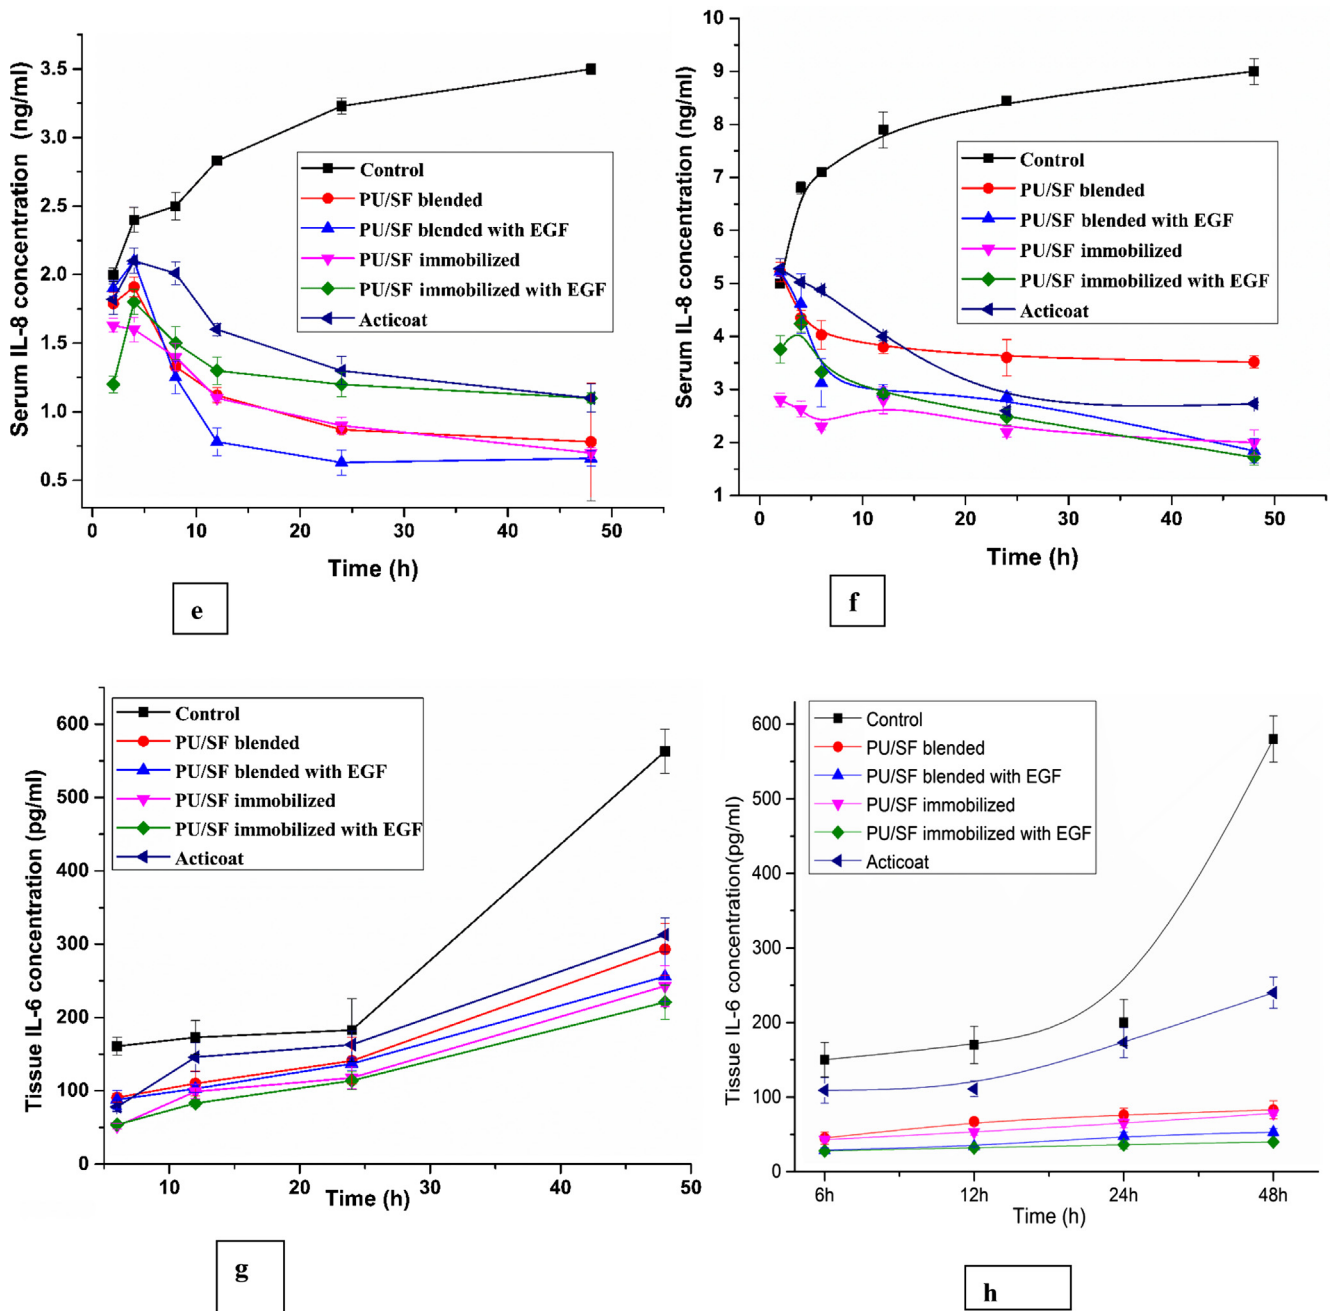 Serum IL-8 concentration (ng/ml)
3.5
3.0
2.5
2.0
1.5
1.0
0.5
0
10
20
30
40
50
Time (h)
Control
PU/SF blended
PU/SF blended with EGF
PU/SF immobilized
PU/SF immobilized with EGF
Acticoat
e
Serum IL-8 concentration (ng/ml)
10
9
8
7
6
5
4
3
2
1
0
10
20
30
40
50
Time (h)
Control
PU/SF blended
PU/SF blended with EGF
PU/SF immobilized
PU/SF immobilized with EGF
Acticoat
f
Tissue IL-6 concentration (pg/ml)
600
500
400
300
200
100
0
10
20
30
40
50
Time (h)
Control
PU/SF blended
PU/SF blended with EGF
PU/SF immobilized
PU/SF immobilized with EGF
Acticoat
g
Tissue IL-6 concentration(pg/ml)
600
500
400
300
200
100
0
6h
12h
24h
48h
Time (h)
Control
PU/SF blended
PU/SF blended with EGF
PU/SF immobilized
PU/SF immobilized with EGF
Acticoat
h